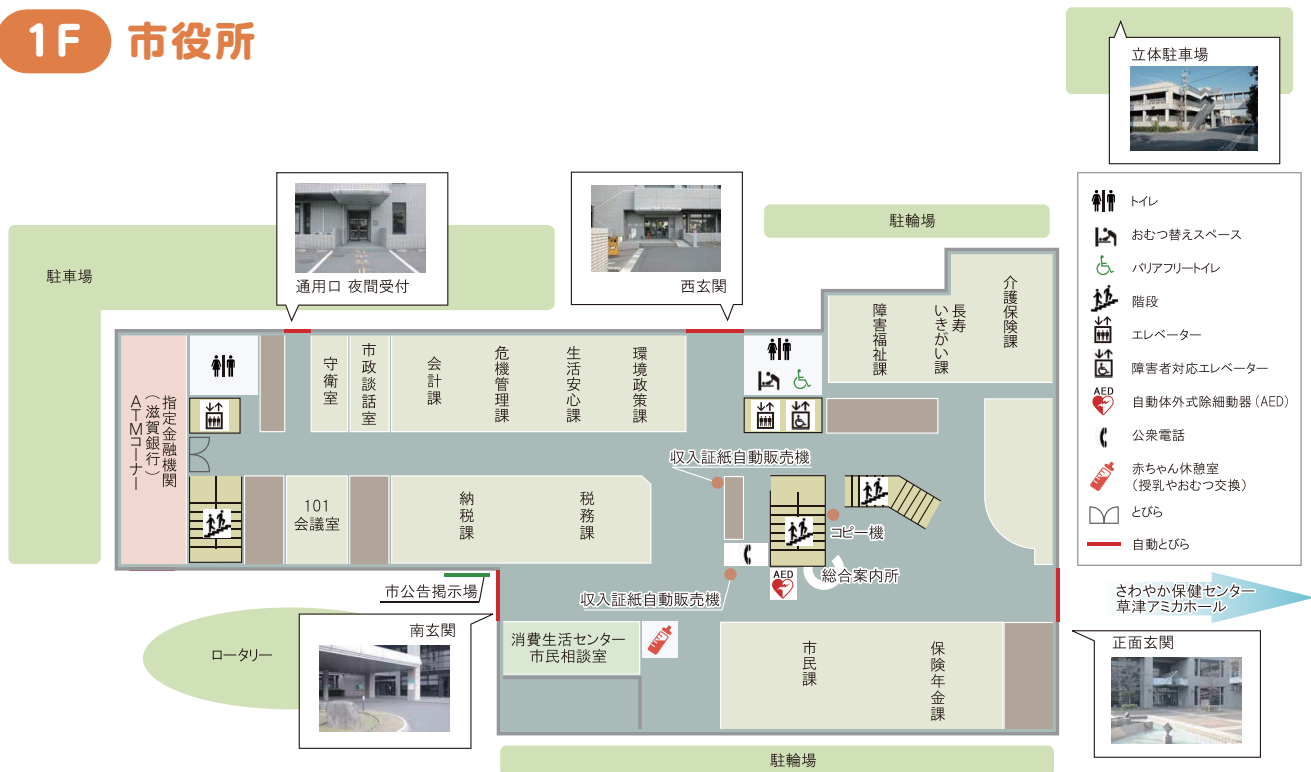 1F 市役所
立体駐車場
トイレ
おむつ替えスペース
バリアフリートイレ
階段
エレベーター
障害者対応エレベーター
AED
自動体外式除細動器(AED)
公衆電話
赤ちゃん休憩室
(授乳やおむつ交換)
とびら
自動とびら
駐車場
通用口 夜間受付
西玄関
駐輪場
指定金融機関
(滋賀銀行)
ATMコーナー
守衛室
市政談話室
会計課
危機管理課
生活安心課
環境政策課
障害福祉課
長寿
いきがい課
介護保険課
収入証紙自動販売機
101
会議室
納税課
税務課
コピー機
AED
総合案内所
収入証紙自動販売機
市公告掲示場
さわやか保健センター
草津アミカホール
ロータリー
南玄関
消費生活センター
市民相談室
市民課
保険年金課
正面玄関
駐輪場